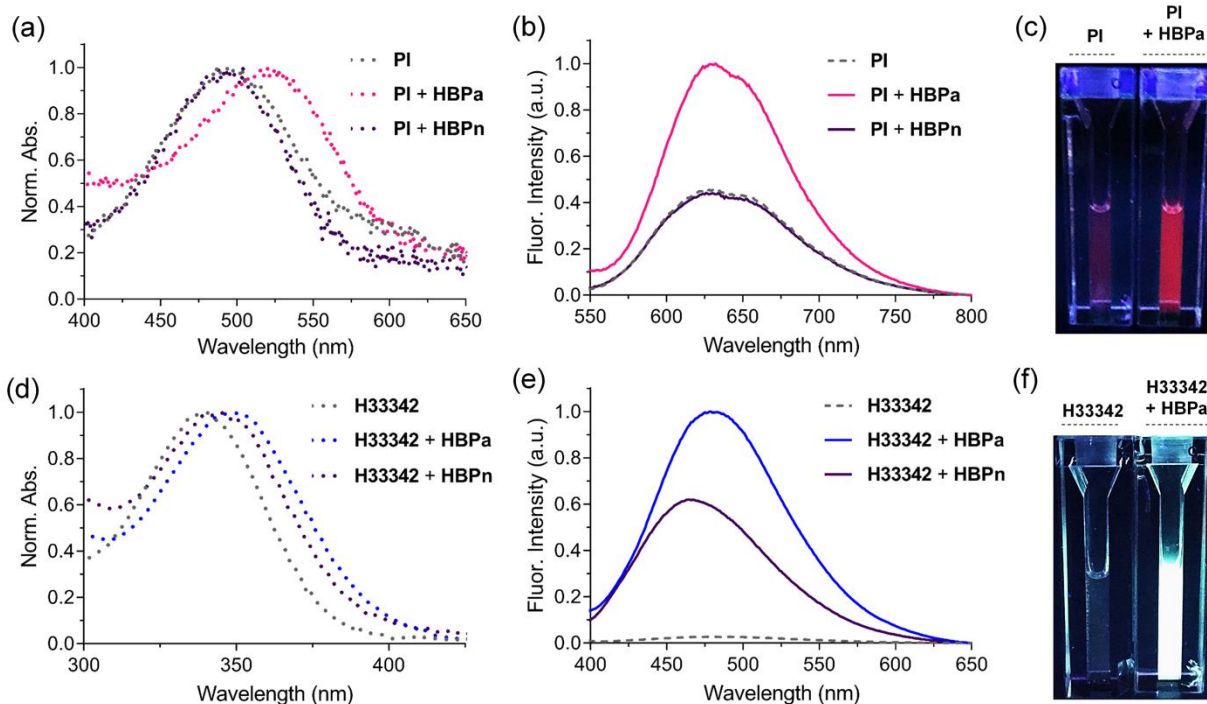 (a)
Norm. Abs.
1.0
0.8
0.6
0.4
0.2
0.0
400 450 500 550 600 650
Wavelength (nm)
PI
PI + HBPa
PI + HBPn
(b)
Fluor. Intensity (a.u.)
1.0
0.8
0.6
0.4
0.2
0.0
550 600 650 700 750 800
Wavelength (nm)
PI
PI + HBPa
PI + HBPn
(c)
PI
PI
+ HBPa
(d)
Norm. Abs.
1.0
0.8
0.6
0.4
0.2
0.0
300 350 400
Wavelength (nm)
H33342
H33342 + HBPa
H33342 + HBPn
(e)
Fluor. Intensity (a.u.)
1.0
0.8
0.6
0.4
0.2
0.0
400 450 500 550 600 650
Wavelength (nm)
H33342
H33342 + HBPa
H33342 + HBPn
(f)
H33342
H33342
+ HBPa